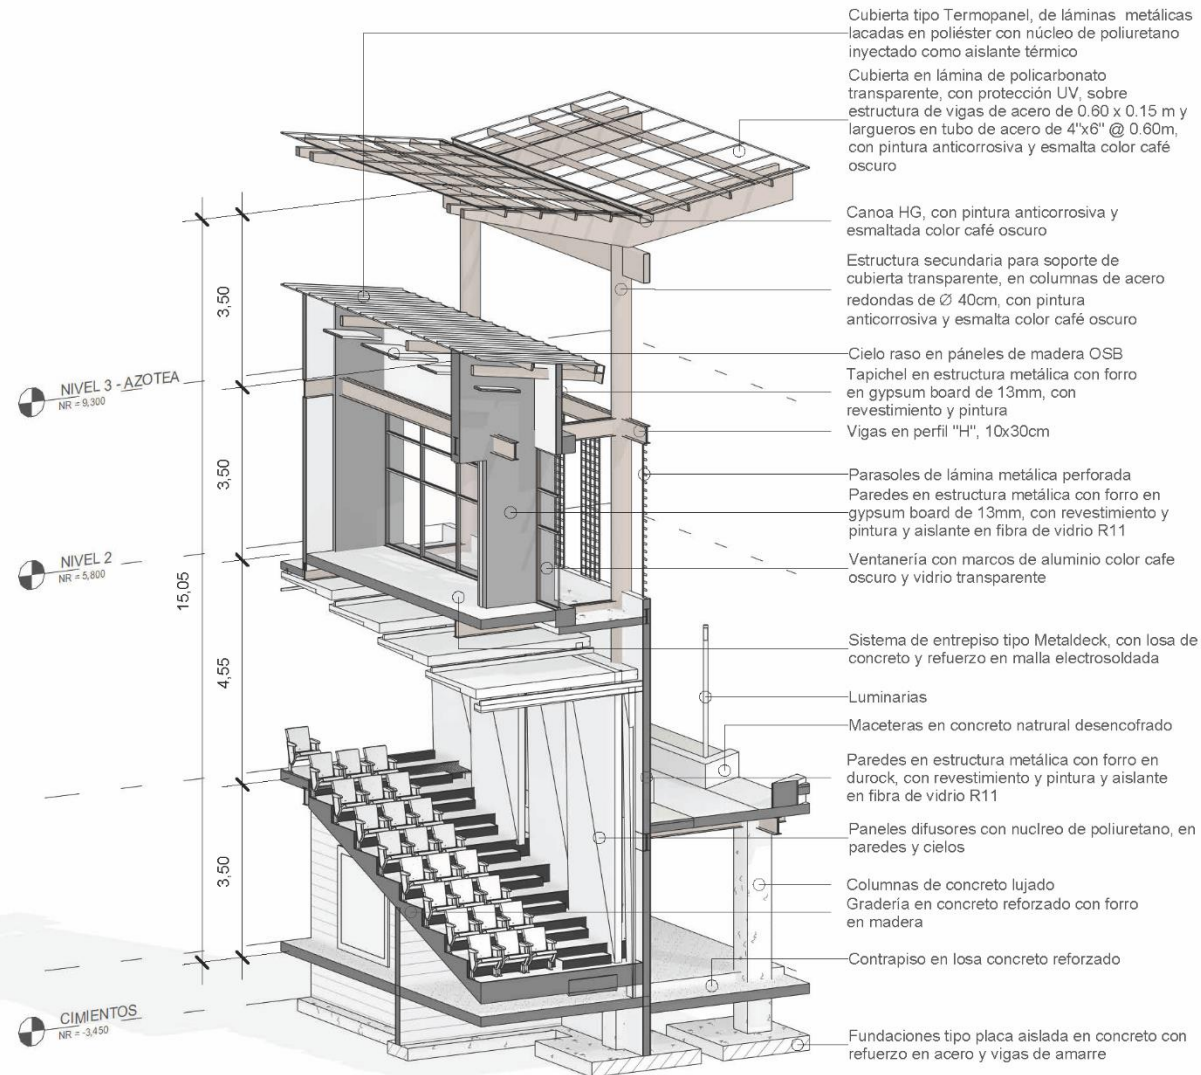 Cubierta tipo Termopanel, de láminas metálicas
lacadas en poliéster con núcleo de poliuretano
inyectado como aislante térmico
Cubierta en lámina de policarbonato
transparente, con protección UV, sobre
estructura de vigas de acero de 0.60 x 0.15 m y
largueros en tubo de acero de 4"x6" @ 0.60m,
con pintura anticorrosiva y esmalta color café
oscuro
Canoa HG, con pintura anticorrosiva y
esmaltada color café oscuro
Estructura secundaria para soporte de
cubierta transparente, en columnas de acero
redondas de Ø 40cm, con pintura
anticorrosiva y esmalta color café oscuro
Cielo raso en páneles de madera OSB
Tapichel en estructura metálica con forro
en gypsum board de 13mm, con
revestimiento y pintura
Vigas en perfil "H", 10x30cm
Parasoles de lámina metálica perforada
Paredes en estructura metálica con forro en
gypsum board de 13mm, con revestimiento y
pintura y aislante en fibra de vidrio R11
Ventanería con marcos de aluminio color cafe
oscuro y vidrio transparente
Sistema de entrepiso tipo Metaldeck, con losa de
concreto y refuerzo en malla electrosoldada
Luminarias
Maceteras en concreto natrural desencofrado
Paredes en estructura metálica con forro en
durock, con revestimiento y pintura y aislante
en fibra de vidrio R11
Paneles difusores con nuclreo de poliuretano, en
paredes y cielos
Columnas de concreto lujado
Gradería en concreto reforzado con forro
en madera
Contrapiso en losa concreto reforzado
Fundaciones tipo placa aislada en concreto con
refuerzo en acero y vigas de amarre
NIVEL 3 - AZOTEA
NR = 9,300
NIVEL 2
NR = 5,800
CIMIENTOS
NR = -3,450
3,50
3,50
4,55
3,50
15,05